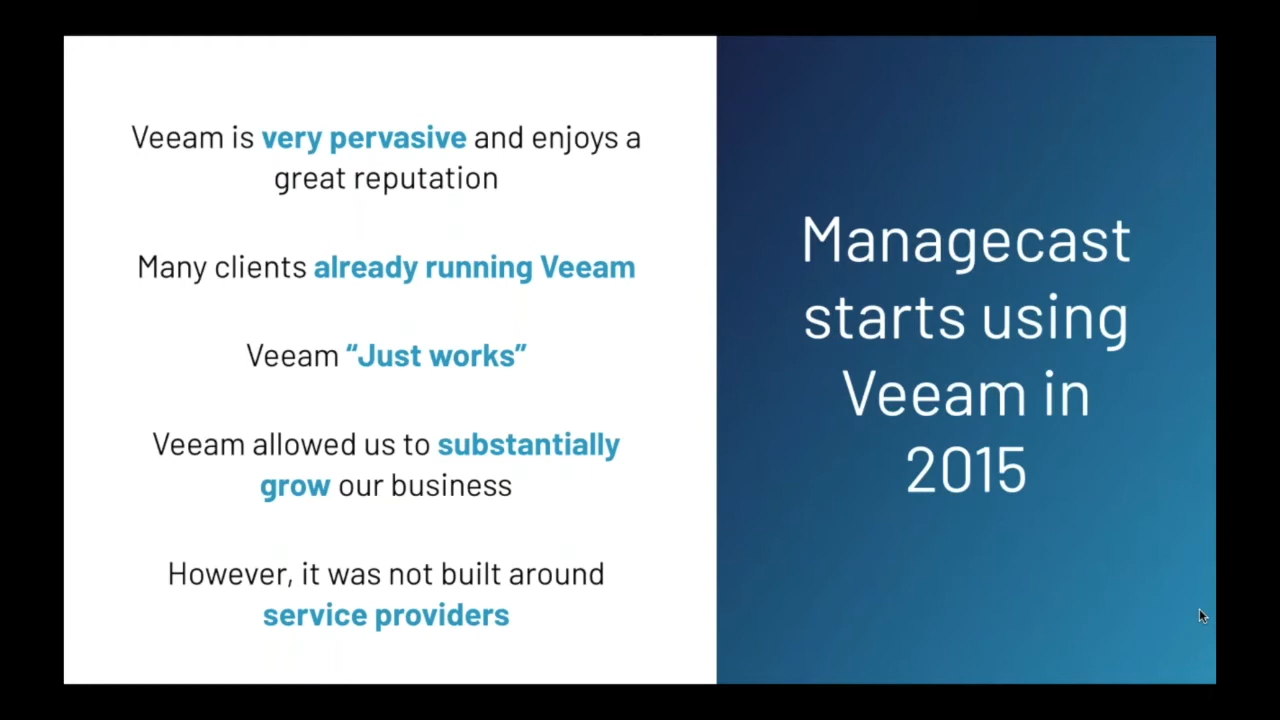 Veeam is very pervasive and enjoys a
great reputation
Many clients already running Veeam
Veeam “Just works”
Veeam allowed us to substantially
grow our business
However, it was not built around
service providers
Managecast
starts using
Veeam in
2015